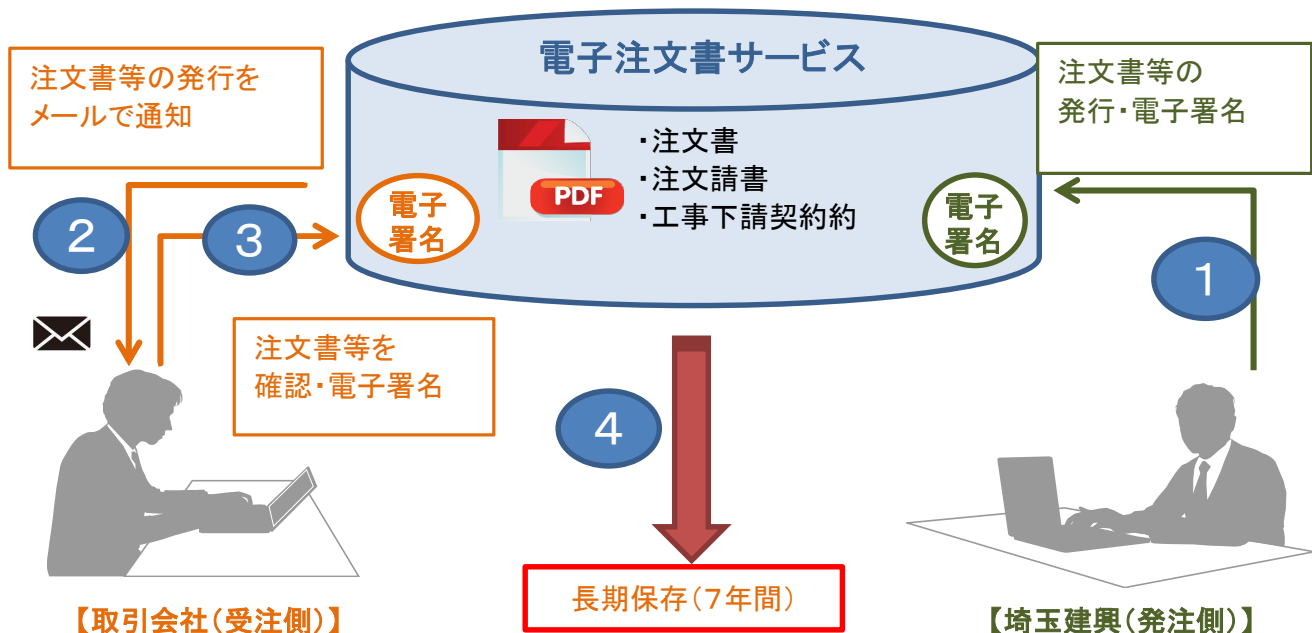 電子注文書サービス
注文書等の発行を
メールで通知
注文書等の
発行・電子署名
・注文書
・注文請書
・工事下請契約約
PDF
電子
署名
電子
署名
2
3
1
注文書等を
確認・電子署名
4
長期保存(7年間)
【取引会社(受注側)】
【埼玉建興(発注側)】